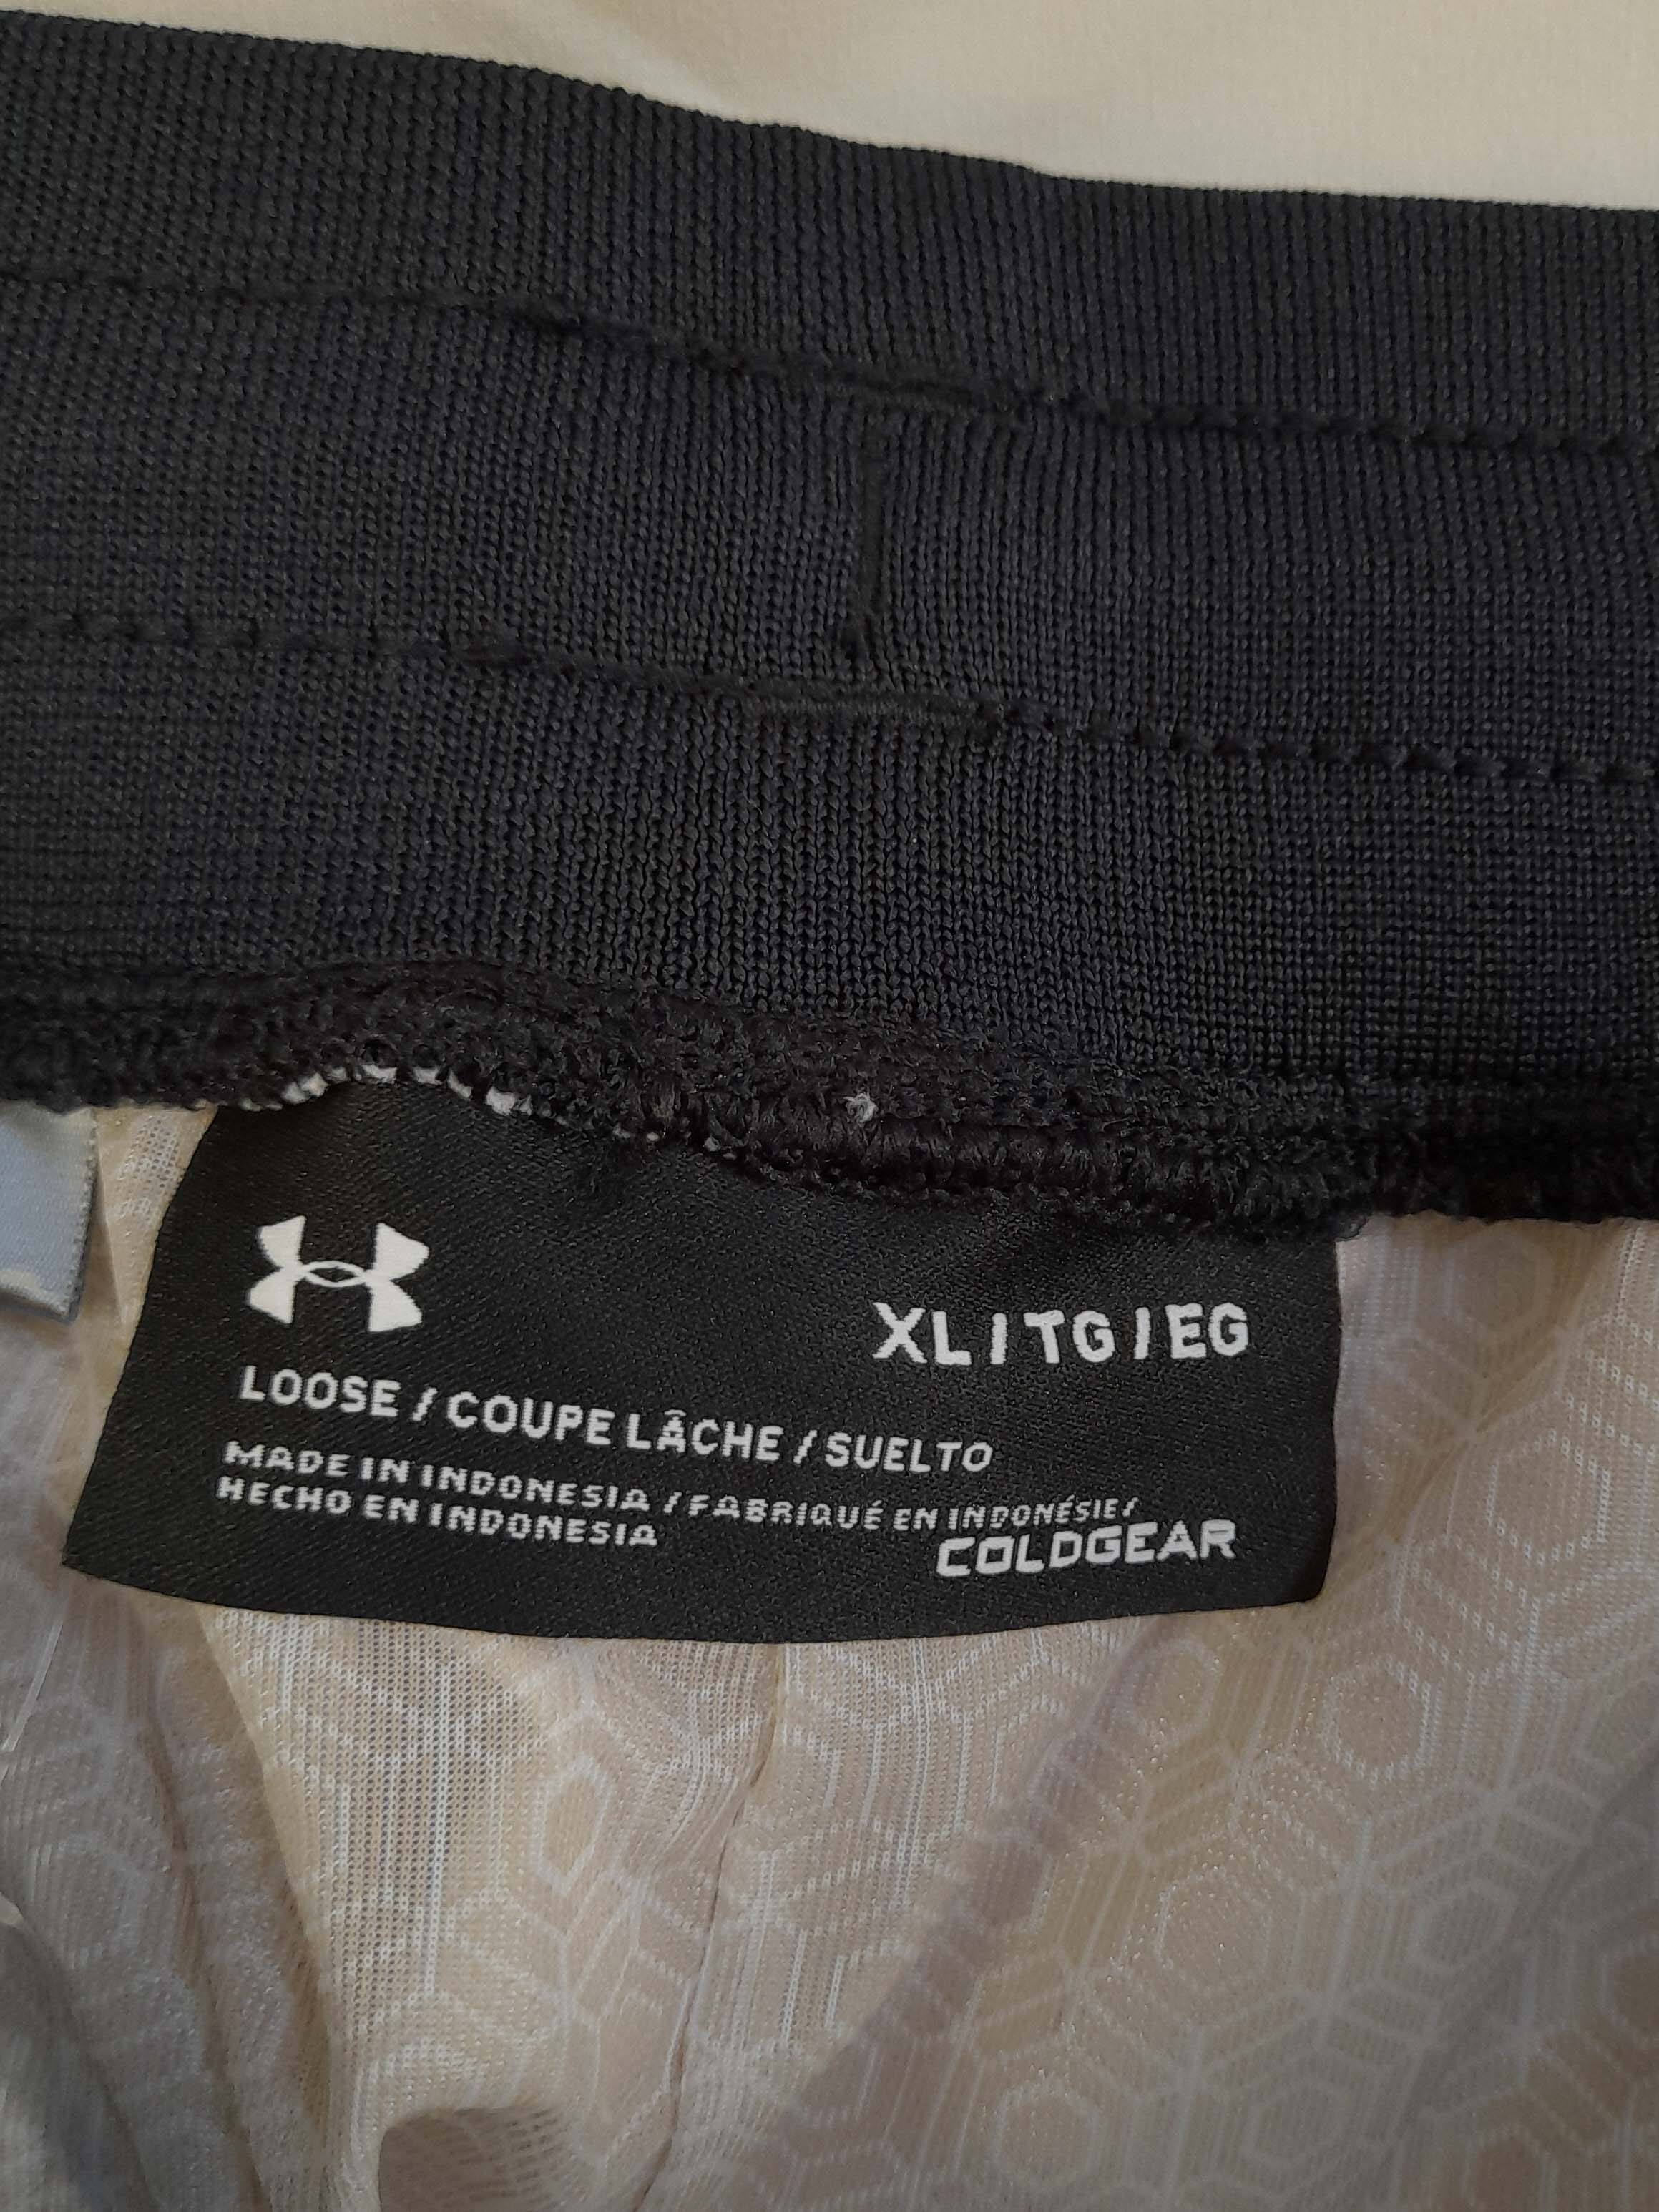 XL / TG / EG
LOOSE / COUPE LÂCHE / SUELTO
MADE IN INDONESIA / FABRIQUÉ EN INDONÉSIE /
HECHO EN INDONESIA
COLDGEAR